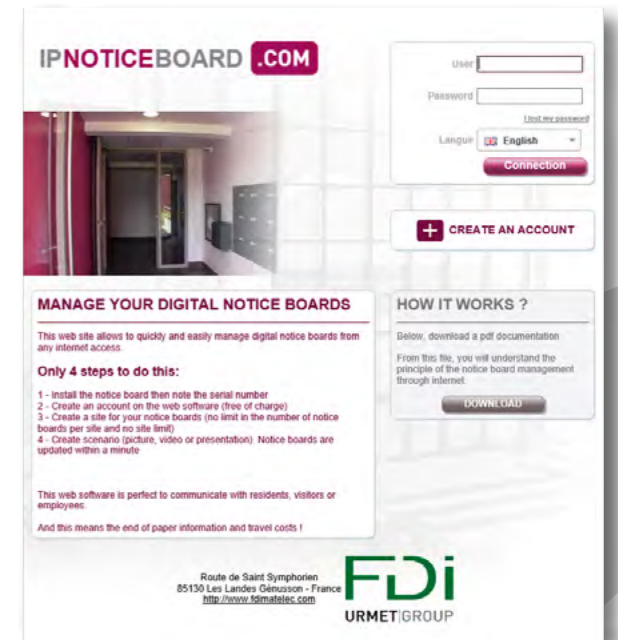 IPNOTICEBOARD .COM
User
Password
I lost my password
Langue English
Connection
+ CREATE AN ACCOUNT
MANAGE YOUR DIGITAL NOTICE BOARDS
This web site allows to quickly and easily manage digital notice boards from
any internet access.
Only 4 steps to do this:
1 - Install the notice board then note the serial number
2 - Create an account on the web software (free of charge)
3 - Create a site for your notice boards (no limit in the number of notice
boards per site and no site limit)
4 - Create scenario (picture, video or presentation). Notice boards are
updated within a minute
This web software is perfect to communicate with residents, visitors or
employees.
And this means the end of paper information and travel costs !
HOW IT WORKS ?
Below, download a pdf documentation
From this file, you will understand the
principle of the notice board management
through internet.
DOWNLOAD
Route de Saint Symphorien
85130 Les Landes Génusson - France
http://www.fdimatelec.com
FDi
URMET GROUP